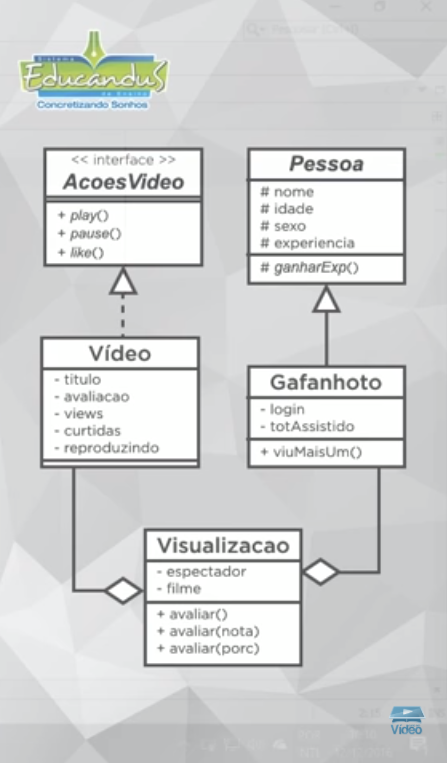 Sistema
EducanduS
de Ensino
Concretizando Sonhos
<< interface >>
AcoesVideo
+ play()
+ pause()
+ like()
Pessoa
# nome
# idade
# sexo
# experiencia
# ganharExp()
Vídeo
- titulo
- avaliacao
- views
- curtidas
- reproduzindo
Gafanhoto
- login
- totAssistido
+ viuMaisUm()
Visualizacao
- espectador
- filme
+ avaliar()
+ avaliar(nota)
+ avaliar(porc)
Vídeo